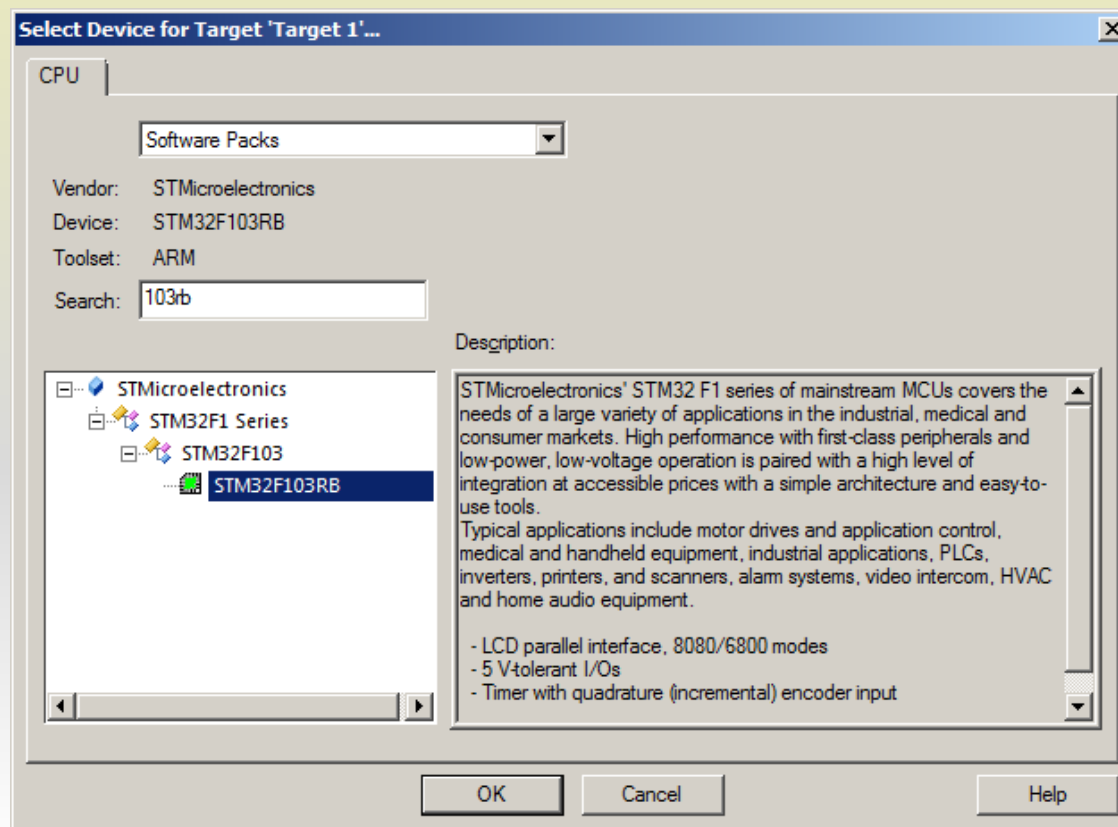 Select Device for Target 'Target 1'...
CPU
Software Packs
Vendor: STMicroelectronics
Device: STM32F103RB
Toolset: ARM
Search: 103rb
Description:
STMicroelectronics
STM32F1 Series
STM32F103
STM32F103RB
STMicroelectronics' STM32 F1 series of mainstream MCUs covers the
needs of a large variety of applications in the industrial, medical and
consumer markets. High performance with first-class peripherals and
low-power, low-voltage operation is paired with a high level of
integration at accessible prices with a simple architecture and easy-to-
use tools.
Typical applications include motor drives and application control,
medical and handheld equipment, industrial applications, PLCs,
inverters, printers, and scanners, alarm systems, video intercom, HVAC
and home audio equipment.
- LCD parallel interface, 8080/6800 modes
- 5 V-tolerant I/Os
- Timer with quadrature (incremental) encoder input
OK Cancel Help